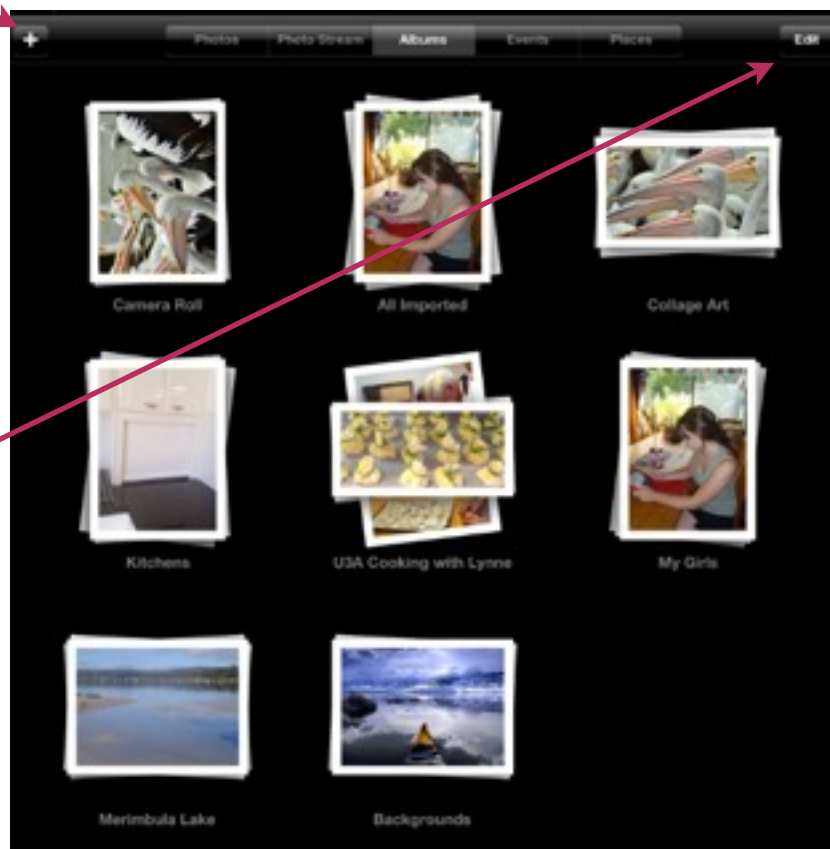 + Photos Photo Stream Albums Events Places Edit
Camera Roll All Imported Collage Art
Kitchens U3A Cooking with Lynne My Girls
Merimbula Lake Backgrounds